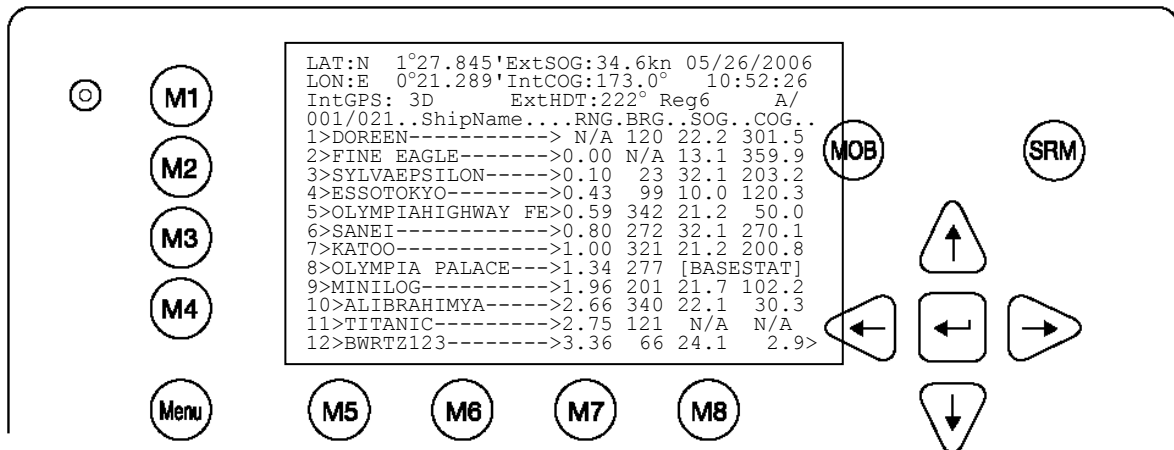 LAT:N  1°27.845'ExtSOG:34.6kn 05/26/2006
LON:E  0°21.289'IntCOG:173.0°   10:52:26
IntGPS: 3D      ExtHDT:222° Reg6    A/
001/021..ShipName....RNG.BRG..SOG..COG..
1>DOREEN-----------> N/A 120 22.2 301.5
2>FINE EAGLE------->0.00 N/A 13.1 359.9
3>SYLVAEPSILON----->0.10  23 32.1 203.2
4>ESSOTOKYO-------->0.43  99 10.0 120.3
5>OLYMPIAHIGHWAY FE>0.59 342 21.2  50.0
6>SANEI------------>0.80 272 32.1 270.1
7>KATOO------------>1.00 321 21.2 200.8
8>OLYMPIA PALACE--->1.34 277 [BASESTAT]
9>MINILOG---------->1.96 201 21.7 102.2
10>ALIBRAHIMYA----->2.66 340 22.1  30.3
11>TITANIC--------->2.75 121  N/A  N/A
12>BWRTZ123-------->3.36  66 24.1   2.9>
M1
M2
M3
M4
MOB
SRM
Menu
M5
M6
M7
M8